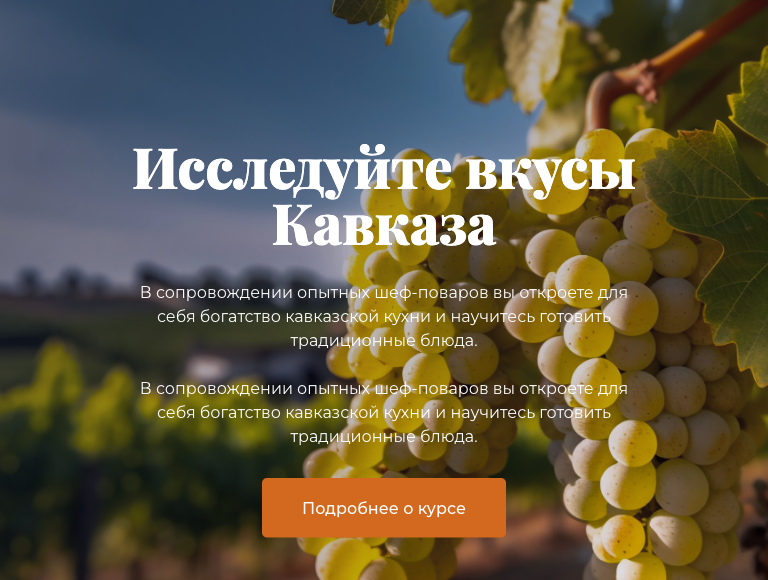 Исследуйте вкусы
Кавказа
В сопровождении опытных шеф-поваров вы откроете для
себя богатство кавказской кухни и научитесь готовить
традиционные блюда.
В сопровождении опытных шеф-поваров вы откроете для
себя богатство кавказской кухни и научитесь готовить
традиционные блюда.
Подробнее о курсе